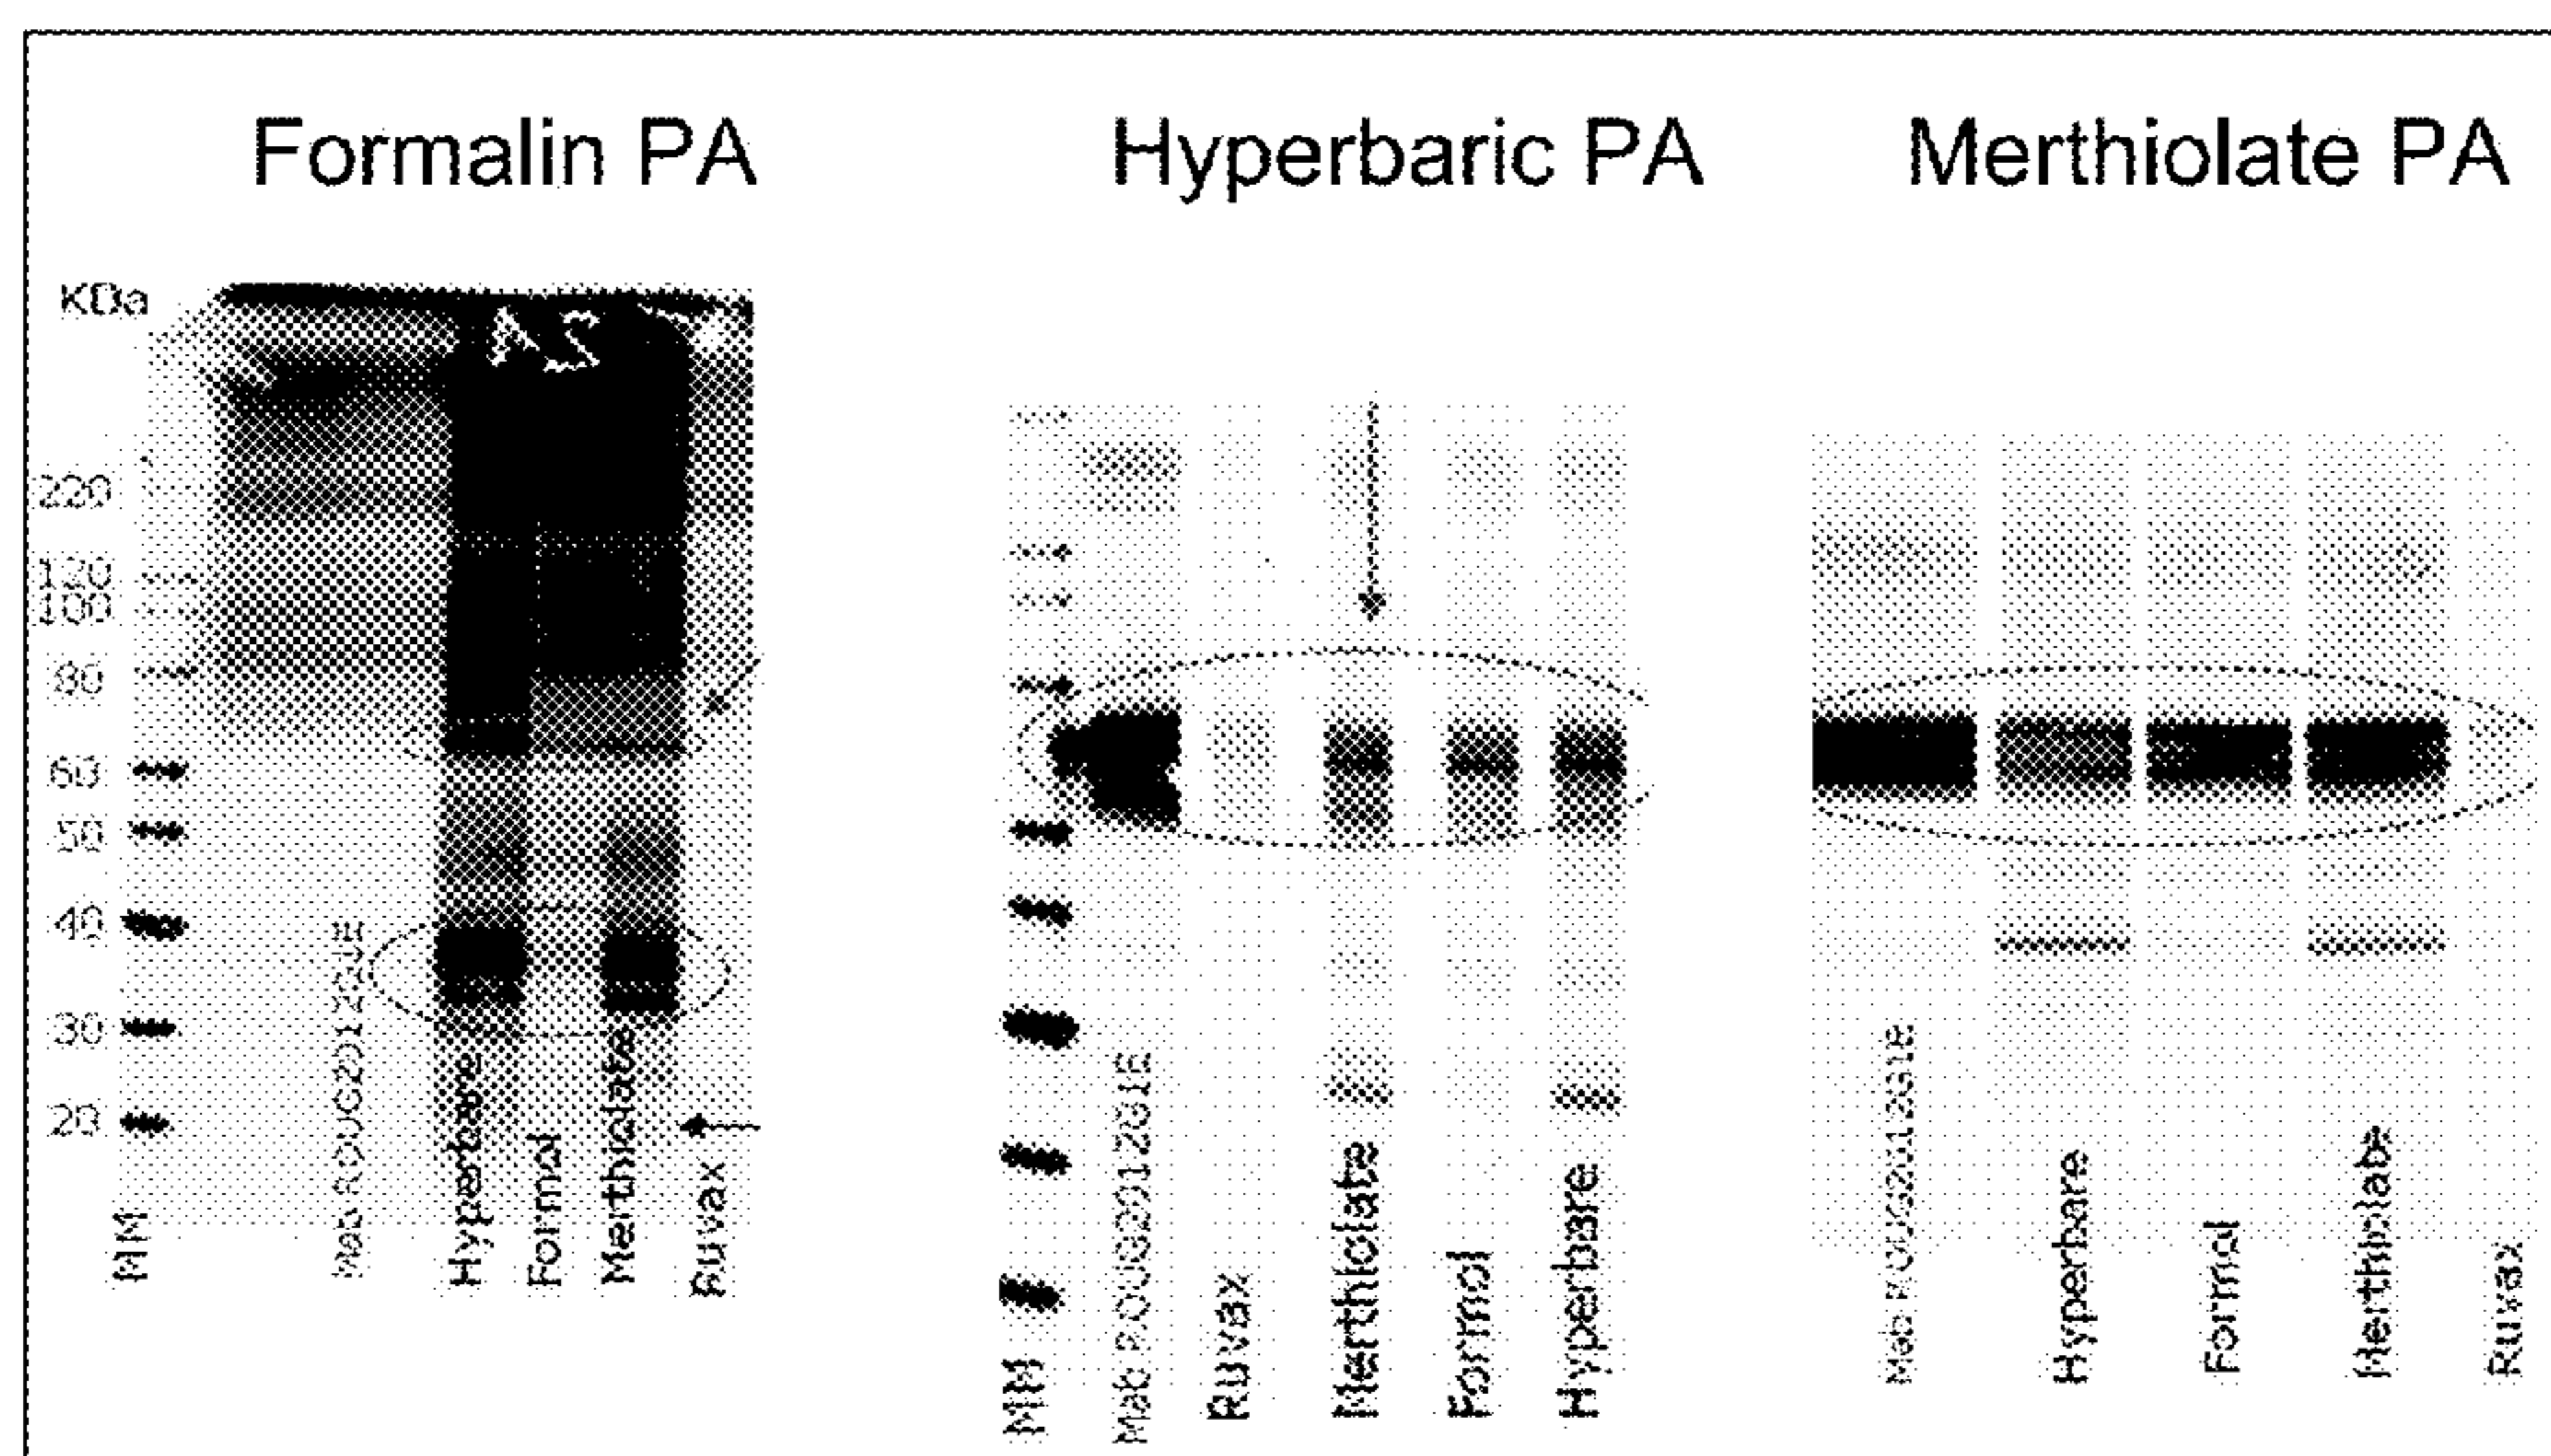 Formalin PA
Hyperbaric PA
Merthiolate PA
KDa
A2
220
120
100
80
60
50
40
30
20
MM
Hyperbare
Formol
Merthiolate
Ruvax
MM
Ruvax
Merthiolate
Formol
Hyperbare
Hyperbare
Formol
Merthiolate
Ruvax